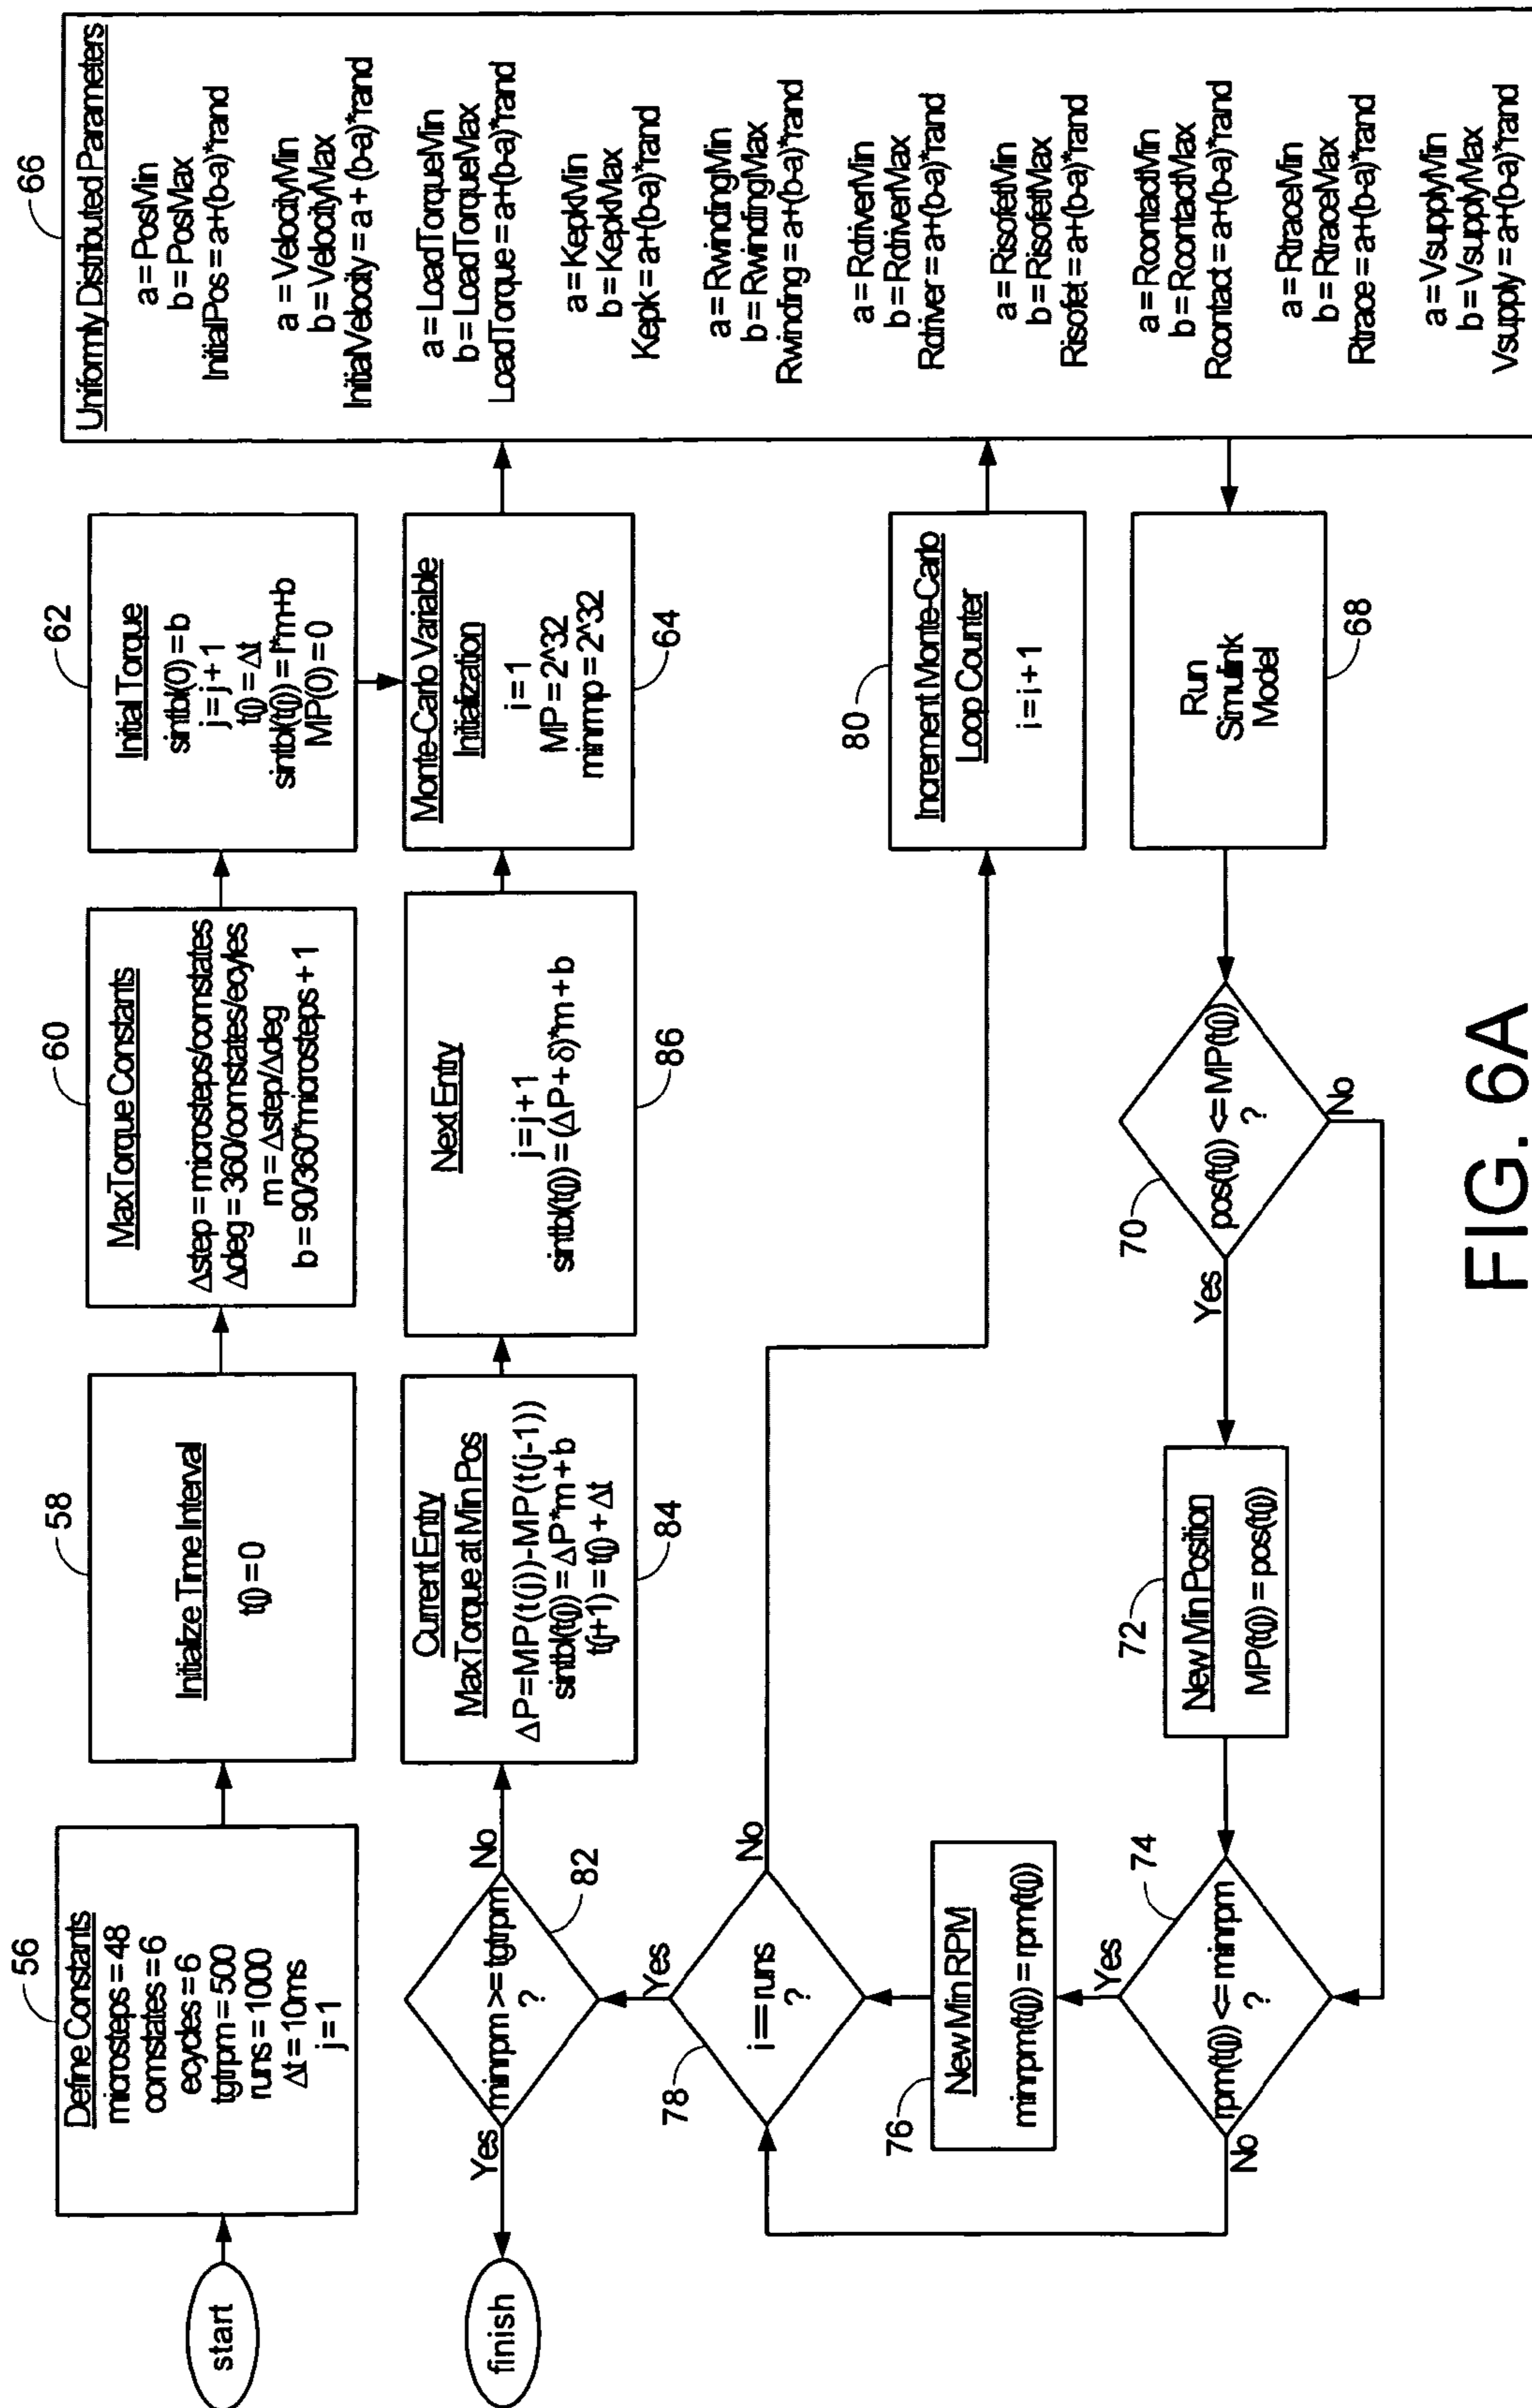 start
56
Define Constants
microsteps = 48
comstates = 6
ecycles = 6
tgtrpm = 500
runs = 1000
Δt = 10ms
j = 1
58
Initialize Time Interval
t(j) = 0
60
MaxTorque Constants
Δstep = microsteps/comstates
Δdeg = 360/comstates/ecyles
m = Δstep/Δdeg
b = 90/360*microsteps + 1
62
Initial Torque
sintbl(0) = b
j = j + 1
t(j) = Δt
sintbl(t(j)) = I*m+b
MP(0) = 0
64
Monte-Carlo Variable
Initialization
i = 1
MP = 2^32
minrmp = 2^32
66
Uniformly Distributed Parameters
a = PosMin
b = PosMax
InitialPos = a+(b-a)*rand
a = VelocityMin
b = VelocityMax
InitialVelocity = a + (b-a)*rand
a = LoadTorqueMin
b = LoadTorqueMax
LoadTorque = a+(b-a)*rand
a = KepkMin
b = KepkMax
Kepk = a+(b-a)*rand
a = RwindingMin
b = RwindingMax
Rwinding = a+(b-a)*rand
a = RdriverMin
b = RdriverMax
Rdriver = a+(b-a)*rand
a = RisofetMin
b = RisofetMax
Risofet = a+(b-a)*rand
a = RcontactMin
b = RcontactMax
Rcontact = a+(b-a)*rand
a = RtraceMin
b = RtraceMax
Rtrace = a+(b-a)*rand
a = VsupplyMin
b = VsupplyMax
Vsupply = a+(b-a)*rand
68
Run
Simulink
Model
70
pos(t(j)) <= MP(t(j))
?
Yes
No
72
New Min Position
MP(t(j)) = pos(t(j))
74
rpm(t(j)) <= minrpm
?
Yes
No
76
New Min RPM
minrpm(t(j)) = rpm(t(j))
78
i == runs
?
Yes
No
80
Increment Monte-Carlo
Loop Counter
i = i + 1
82
minrpm >= tgtrpm
?
Yes
No
finish
84
Current Entry
MaxTorque at Min Pos
ΔP=MP(t(j))-MP(t(j-1))
sintbl(t(j)) = ΔP*m + b
t(j+1) = t(j) + Δt
86
Next Entry
j = j + 1
sintbl(t(j)) = (ΔP + δ)*m + b
FIG. 6A